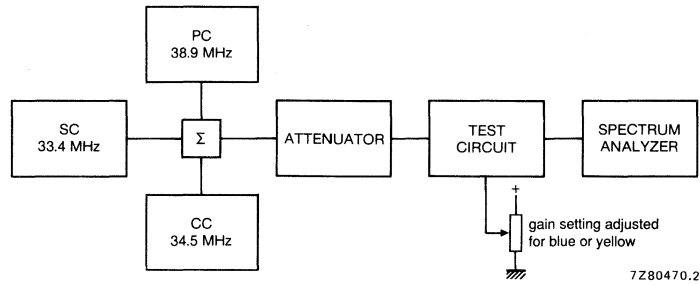 PC
38.9 MHz
SC
33.4 MHz
Σ
ATTENUATOR
TEST
CIRCUIT
SPECTRUM
ANALYZER
CC
34.5 MHz
+
gain setting adjusted
for blue or yellow
7Z80470.2